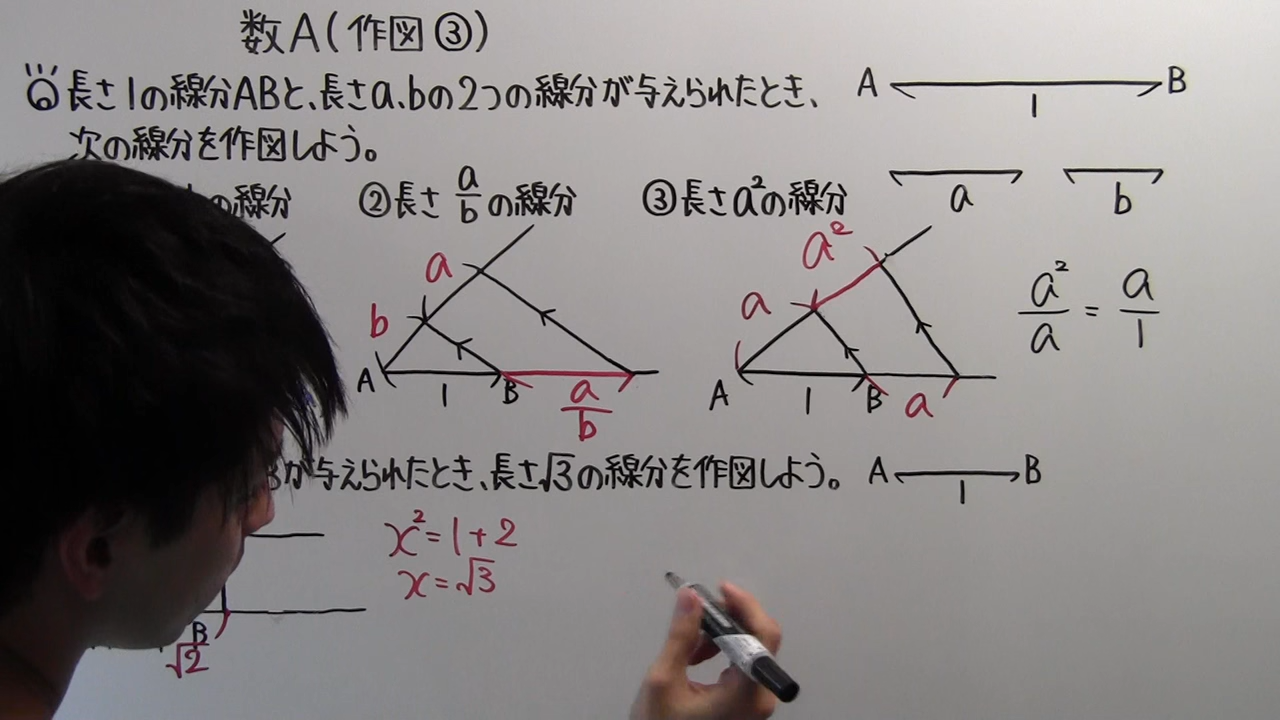 数A(作図③)
長さ1の線分ABと、長さa、bの2つの線分が与えられたとき、
次の線分を作図しよう。
A B
1
a b
の線分
②長さ a/b の線分
③長さa²の線分
a
b
A 1 B a/b
a²
a
A 1 B a
a²/a = a/1
が与えられたとき、長さ√3の線分を作図しよう。
A B
1
x²=1+2
x=√3
B
√2